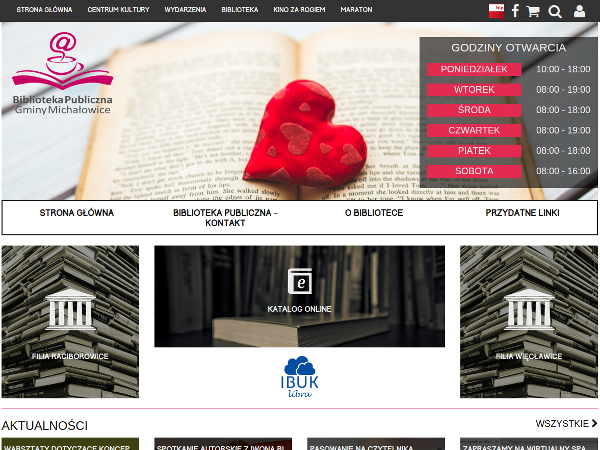 STRONA GŁÓWNA CENTRUM KULTURY WYDARZENIA BIBLIOTEKA KINO ZA ROGIEM MARATON
bip
@
Biblioteka Publiczna
Gminy Michałowice
GODZINY OTWARCIA
PONIEDZIAŁEK 10:00 - 18:00
WTOREK 08:00 - 19:00
ŚRODA 08:00 - 18:00
CZWARTEK 08:00 - 19:00
PIATEK 08:00 - 18:00
SOBOTA 08:00 - 16:00
STRONA GŁÓWNA BIBLIOTEKA PUBLICZNA - KONTAKT O BIBLIOTECE PRZYDATNE LINKI
e
KATALOG ONLINE
FILIA RACIBOROWICE
FILIA WIĘCŁAWICE
IBUK
libra
AKTUALNOŚCI WSZYSTKIE
WARSZTATY DOTYCZĄCE KONCEP SPOTKANIE AUTORSKIE Z IWONĄ BI PASOWANIE NA CZYTELNIKA ZAPRASZAMY NA WIRTUALNY SPA